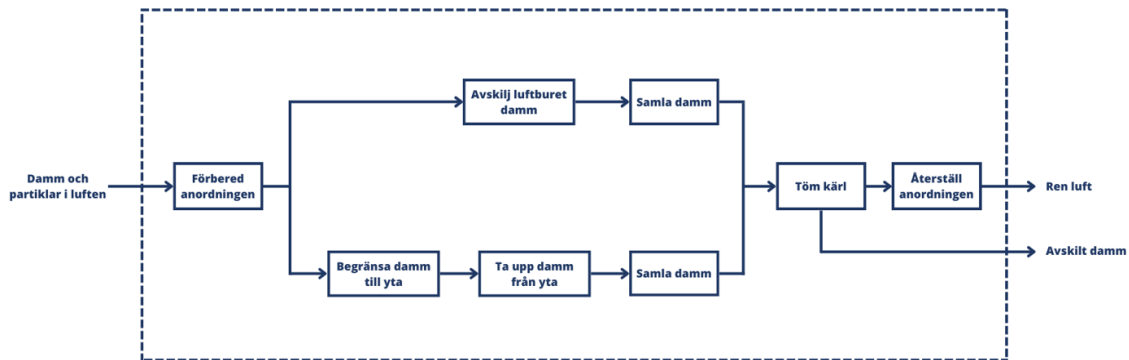 Avskilj luftburet
damm
Samla damm
Damm och
partiklar i luften
Förbered
anordningen
Töm kärl
Återställ
anordningen
Ren luft
Avskilt damm
Begränsa damm
till yta
Ta upp damm
från yta
Samla damm